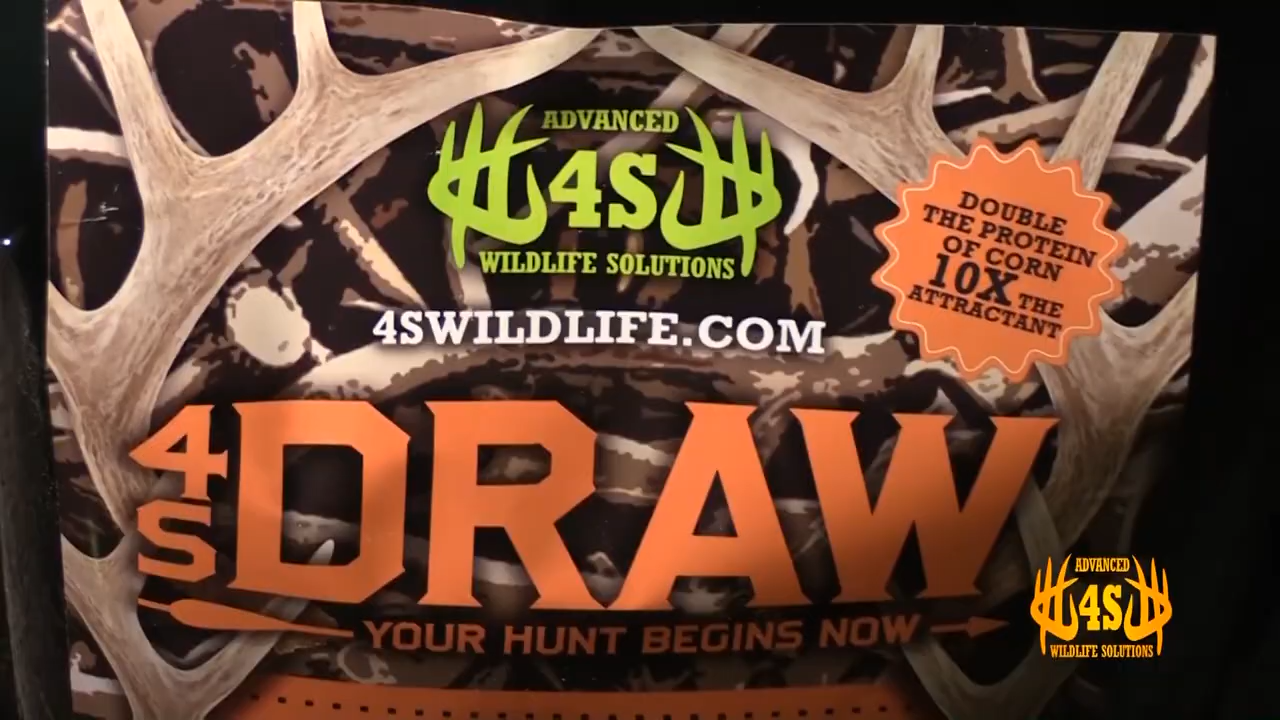 ADVANCED
4S
WILDLIFE SOLUTIONS
4SWILDLIFE.COM
DOUBLE
THE PROTEIN
OF CORN
10X THE
ATTRACTANT
4S DRAW
YOUR HUNT BEGINS NOW
ADVANCED
4S
WILDLIFE SOLUTIONS